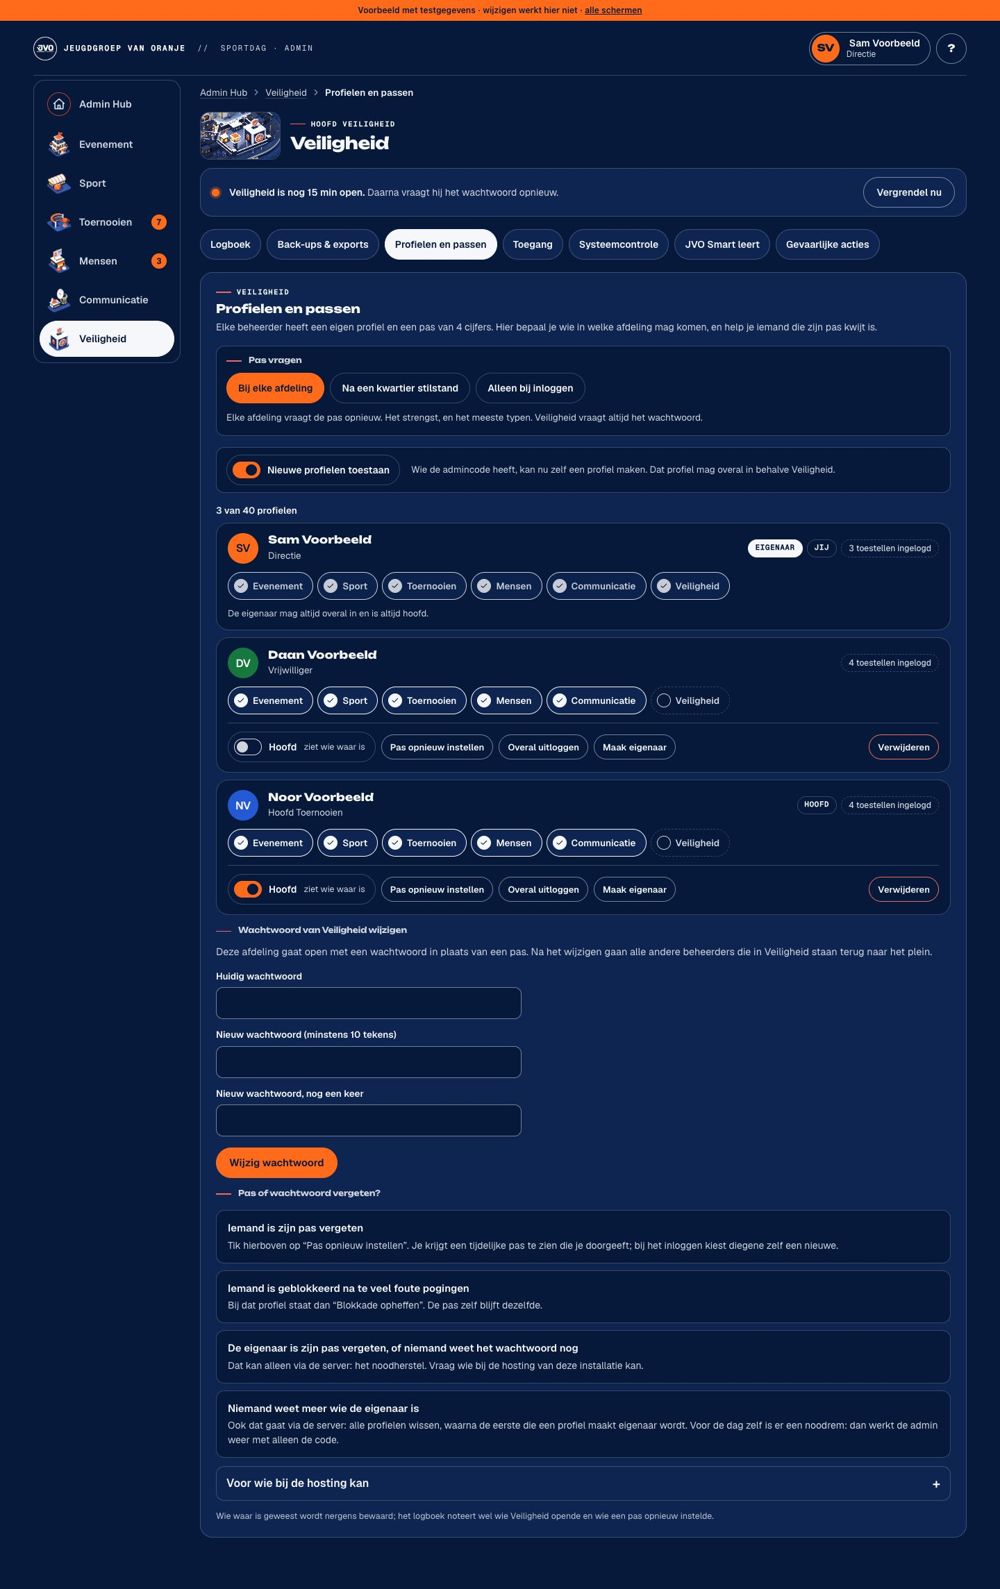 Voorbeeld met testgegevens · wijzigen werkt hier niet · alle schermen
JVO JEUGDGROEP VAN ORANJE // SPORTDAG · ADMIN
SV Sam Voorbeeld
Directie
?
Admin Hub
Evenement
Sport
Toernooien 7
Mensen 3
Communicatie
Veiligheid
Admin Hub > Veiligheid > Profielen en passen
HOOFD VEILIGHEID
Veiligheid
Veiligheid is nog 15 min open. Daarna vraagt hij het wachtwoord opnieuw.
Vergrendel nu
Logboek
Back-ups & exports
Profielen en passen
Toegang
Systeemcontrole
JVO Smart leert
Gevaarlijke acties
VEILIGHEID
Profielen en passen
Elke beheerder heeft een eigen profiel en een pas van 4 cijfers. Hier bepaal je wie in welke afdeling mag komen, en help je iemand die zijn pas kwijt is.
Pas vragen
Bij elke afdeling
Na een kwartier stilstand
Alleen bij inloggen
Elke afdeling vraagt de pas opnieuw. Het strengst, en het meeste typen. Veiligheid vraagt altijd het wachtwoord.
Nieuwe profielen toestaan
Wie de admincode heeft, kan nu zelf een profiel maken. Dat profiel mag overal in behalve Veiligheid.
3 van 40 profielen
SV Sam Voorbeeld
Directie
EIGENAAR
JIJ
3 toestellen ingelogd
Evenement
Sport
Toernooien
Mensen
Communicatie
Veiligheid
De eigenaar mag altijd overal in en is altijd hoofd.
DV Daan Voorbeeld
Vrijwilliger
4 toestellen ingelogd
Evenement
Sport
Toernooien
Mensen
Communicatie
Veiligheid
Hoofd ziet wie waar is
Pas opnieuw instellen
Overal uitloggen
Maak eigenaar
Verwijderen
NV Noor Voorbeeld
Hoofd Toernooien
HOOFD
4 toestellen ingelogd
Evenement
Sport
Toernooien
Mensen
Communicatie
Veiligheid
Hoofd ziet wie waar is
Pas opnieuw instellen
Overal uitloggen
Maak eigenaar
Verwijderen
Wachtwoord van Veiligheid wijzigen
Deze afdeling gaat open met een wachtwoord in plaats van een pas. Na het wijzigen gaan alle andere beheerders die in Veiligheid staan terug naar het plein.
Huidig wachtwoord
Nieuw wachtwoord (minstens 10 tekens)
Nieuw wachtwoord, nog een keer
Wijzig wachtwoord
Pas of wachtwoord vergeten?
Iemand is zijn pas vergeten
Tik hierboven op “Pas opnieuw instellen”. Je krijgt een tijdelijke pas te zien die je doorgeeft; bij het inloggen kiest diegene zelf een nieuwe.
Iemand is geblokkeerd na te veel foute pogingen
Bij dat profiel staat dan “Blokkade opheffen”. De pas zelf blijft dezelfde.
De eigenaar is zijn pas vergeten, of niemand weet het wachtwoord nog
Dat kan alleen via de server: het noodherstel. Vraag wie bij de hosting van deze installatie kan.
Niemand weet meer wie de eigenaar is
Ook dat gaat via de server: alle profielen wissen, waarna de eerste die een profiel maakt eigenaar wordt. Voor de dag zelf is er een noodrem: dan werkt de admin
weer met alleen de code.
Voor wie bij de hosting kan +
Wie waar is geweest wordt nergens bewaard; het logboek noteert wel wie Veiligheid opende en wie een pas opnieuw instelde.